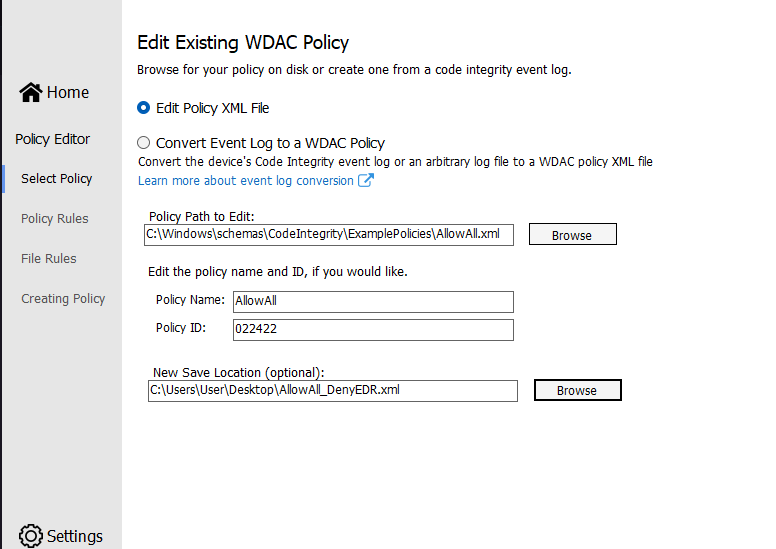 Edit Existing WDAC Policy
Browse for your policy on disk or create one from a code integrity event log.
Home
Policy Editor
Select Policy
Policy Rules
File Rules
Creating Policy
Settings
Edit Policy XML File
Convert Event Log to a WDAC Policy
Convert the device's Code Integrity event log or an arbitrary log file to a WDAC policy XML file
Learn more about event log conversion
Policy Path to Edit:
C:\Windows\schemas\CodeIntegrity\ExamplePolicies\AllowAll.xml Browse
Edit the policy name and ID, if you would like.
Policy Name: AllowAll
Policy ID: 022422
New Save Location (optional):
C:\Users\User\Desktop\AllowAll_DenyEDR.xml Browse